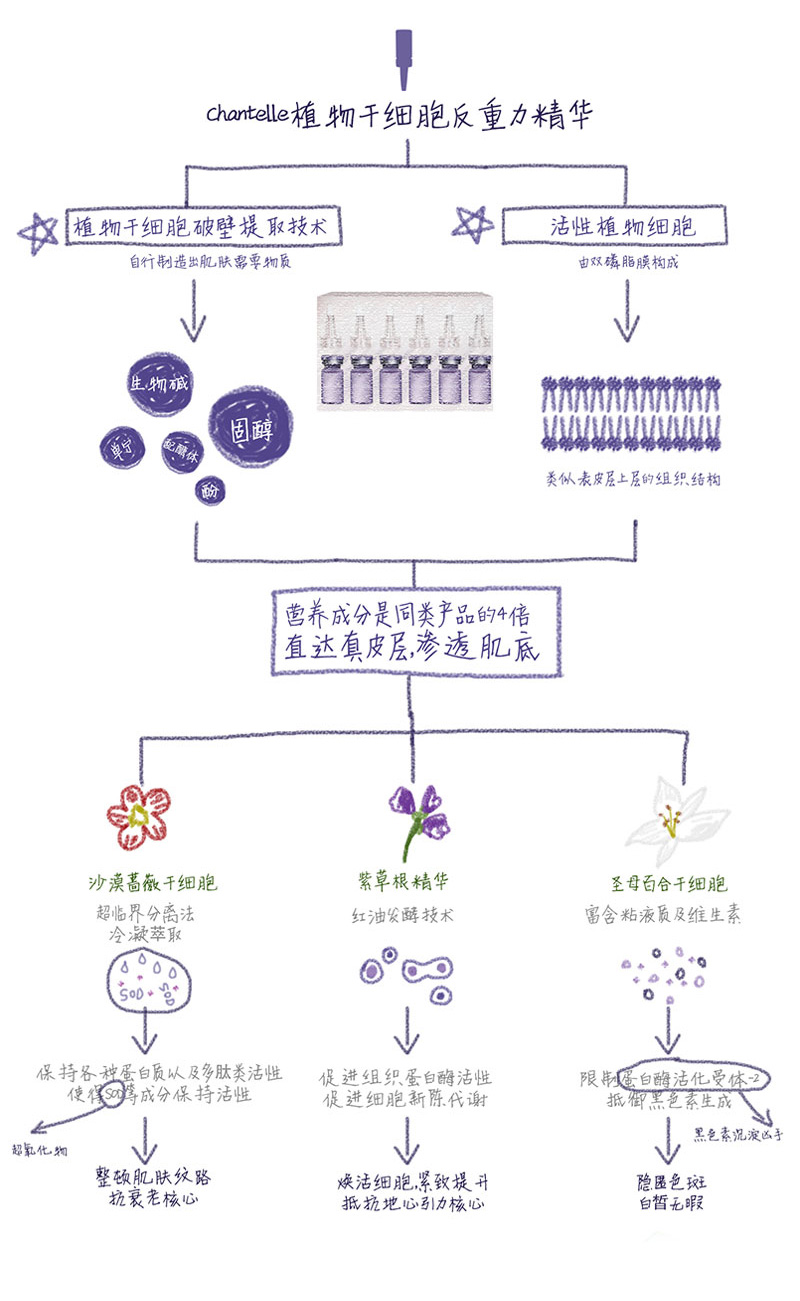 chantelle植物干细胞反重力精华
植物干细胞破壁提取技术
自行制造出肌肤需要物质
活性植物细胞
由双磷脂膜构成
生物碱
固醇
单宁
配醣体
酚
类似表皮层上层的组织结构
营养成分是同类产品的4倍
直达真皮层,渗透肌底
沙漠蔷薇干细胞
超临界分离法
冷凝萃取
SOD
SOD
保持各种蛋白质以及多肽类活性
使得SOD等成分保持活性
超氧化物
整顿肌肤纹路
抗衰老核心
紫草根精华
红油发酵技术
促进组织蛋白酶活性
促进细胞新陈代谢
焕活细胞,紧致提升
抵抗地心引力核心
圣母百合干细胞
富含粘液质及维生素
限制蛋白酶活化受体-2
抵御黑色素生成
黑色素沉淀凶手
隐匿色斑
白皙无暇